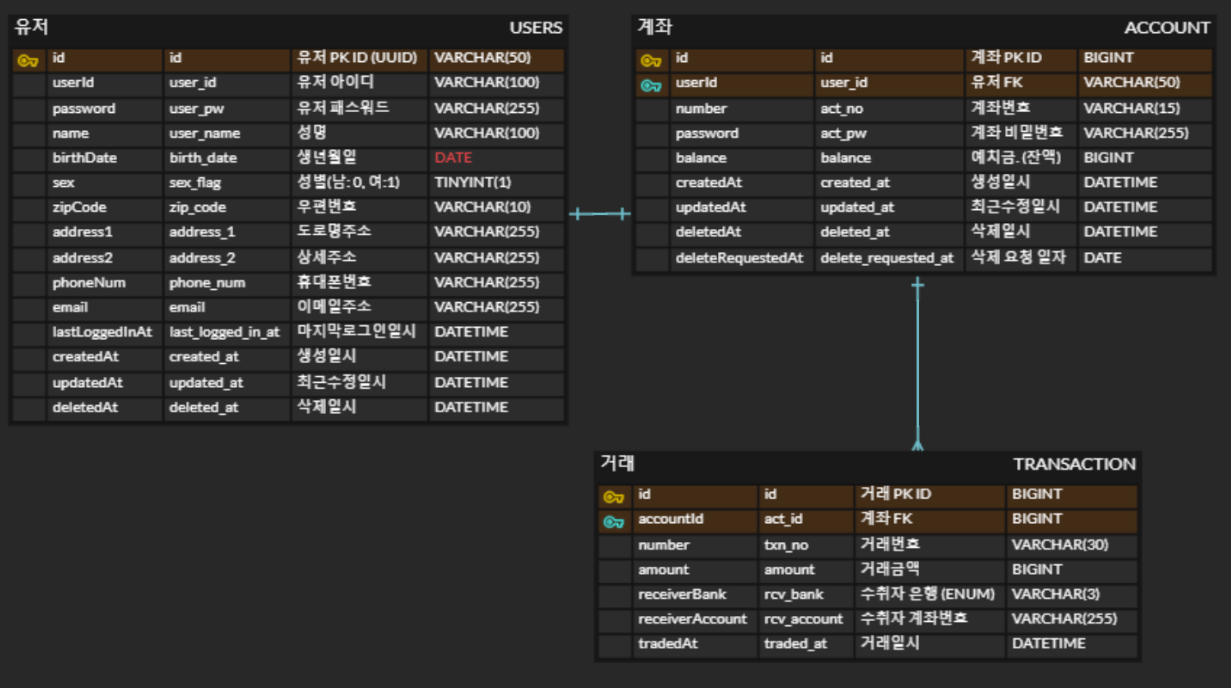 유저 USERS
id id 유저 PK ID (UUID) VARCHAR(50)
userId user_id 유저 아이디 VARCHAR(100)
password user_pw 유저 패스워드 VARCHAR(255)
name user_name 성명 VARCHAR(100)
birthDate birth_date 생년월일 DATE
sex sex_flag 성별(남: 0, 여:1) TINYINT(1)
zipCode zip_code 우편번호 VARCHAR(10)
address1 address_1 도로명주소 VARCHAR(255)
address2 address_2 상세주소 VARCHAR(255)
phoneNum phone_num 휴대폰번호 VARCHAR(255)
email email 이메일주소 VARCHAR(255)
lastLoggedInAt last_logged_in_at 마지막로그인일시 DATETIME
createdAt created_at 생성일시 DATETIME
updatedAt updated_at 최근수정일시 DATETIME
deletedAt deleted_at 삭제일시 DATETIME
계좌 ACCOUNT
id id 계좌 PK ID BIGINT
userId user_id 유저 FK VARCHAR(50)
number act_no 계좌번호 VARCHAR(15)
password act_pw 계좌 비밀번호 VARCHAR(255)
balance balance 예치금. (잔액) BIGINT
createdAt created_at 생성일시 DATETIME
updatedAt updated_at 최근수정일시 DATETIME
deletedAt deleted_at 삭제일시 DATETIME
deleteRequestedAt delete_requested_at 삭제 요청 일자 DATE
거래 TRANSACTION
id id 거래 PK ID BIGINT
accountId act_id 계좌 FK BIGINT
number txn_no 거래번호 VARCHAR(30)
amount amount 거래금액 BIGINT
receiverBank rcv_bank 수취자 은행 (ENUM) VARCHAR(3)
receiverAccount rcv_account 수취자 계좌번호 VARCHAR(255)
tradedAt traded_at 거래일시 DATETIME